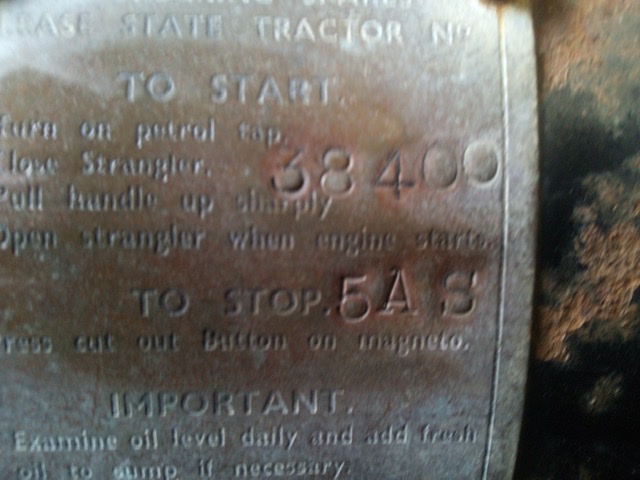 LEASE STATE TRACTOR No
TO START.
turn on petrol tap.
lose Strangler.
38400
Pull handle up sharply
Open strangler when engine starts.
TO STOP.
5AS
ress cut out Button on magneto.
IMPORTANT.
Examine oil level daily and add fresh
oil to sump if necessary.